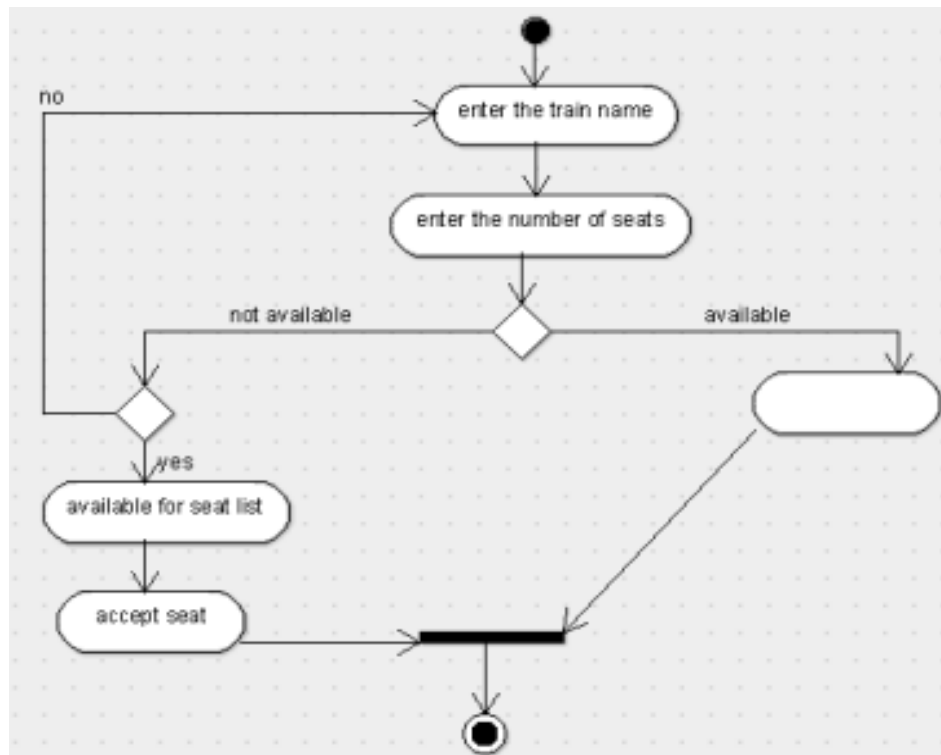 no
enter the train name
enter the number of seats
not available
available
yes
available for seat list
accept seat